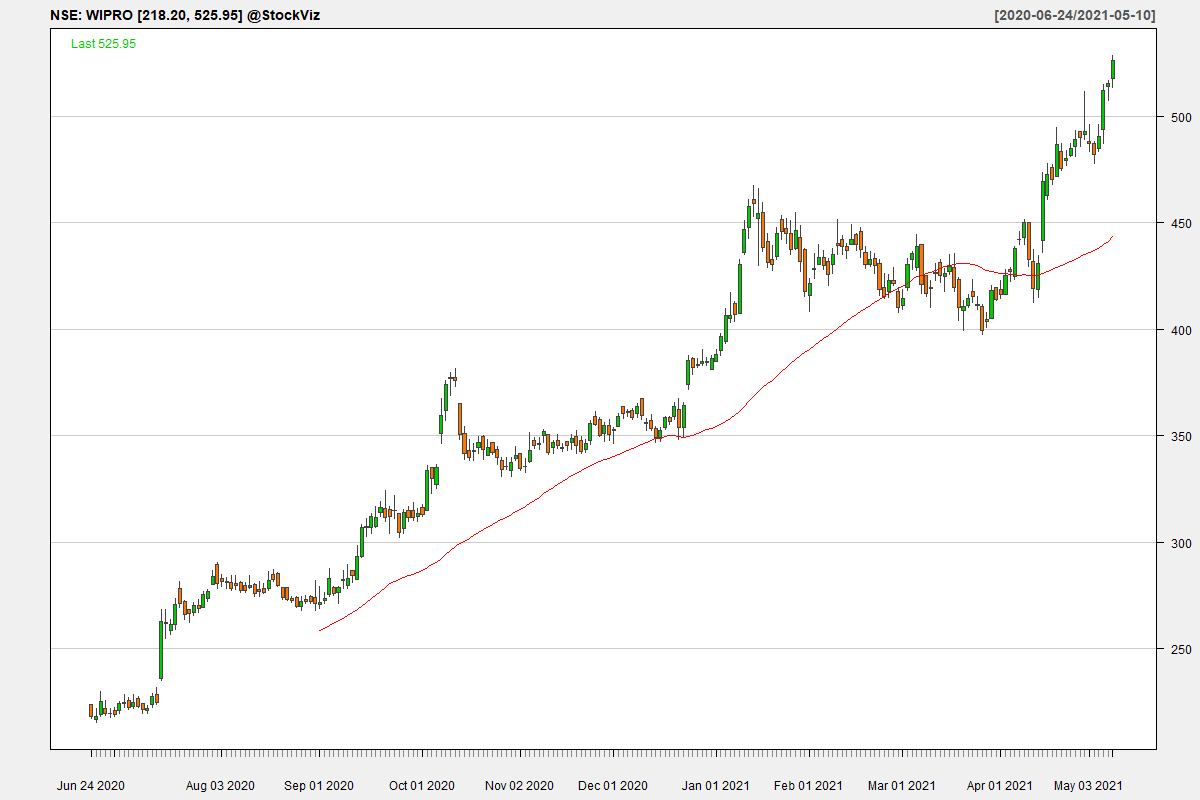 NSE: WIPRO [218.20, 525.95] @StockViz [2020-06-24/2021-05-10]
Last 525.95
500
450
400
350
300
250
Jun 24 2020 Aug 03 2020 Sep 01 2020 Oct 01 2020 Nov 02 2020 Dec 01 2020 Jan 01 2021 Feb 01 2021 Mar 01 2021 Apr 01 2021 May 03 2021